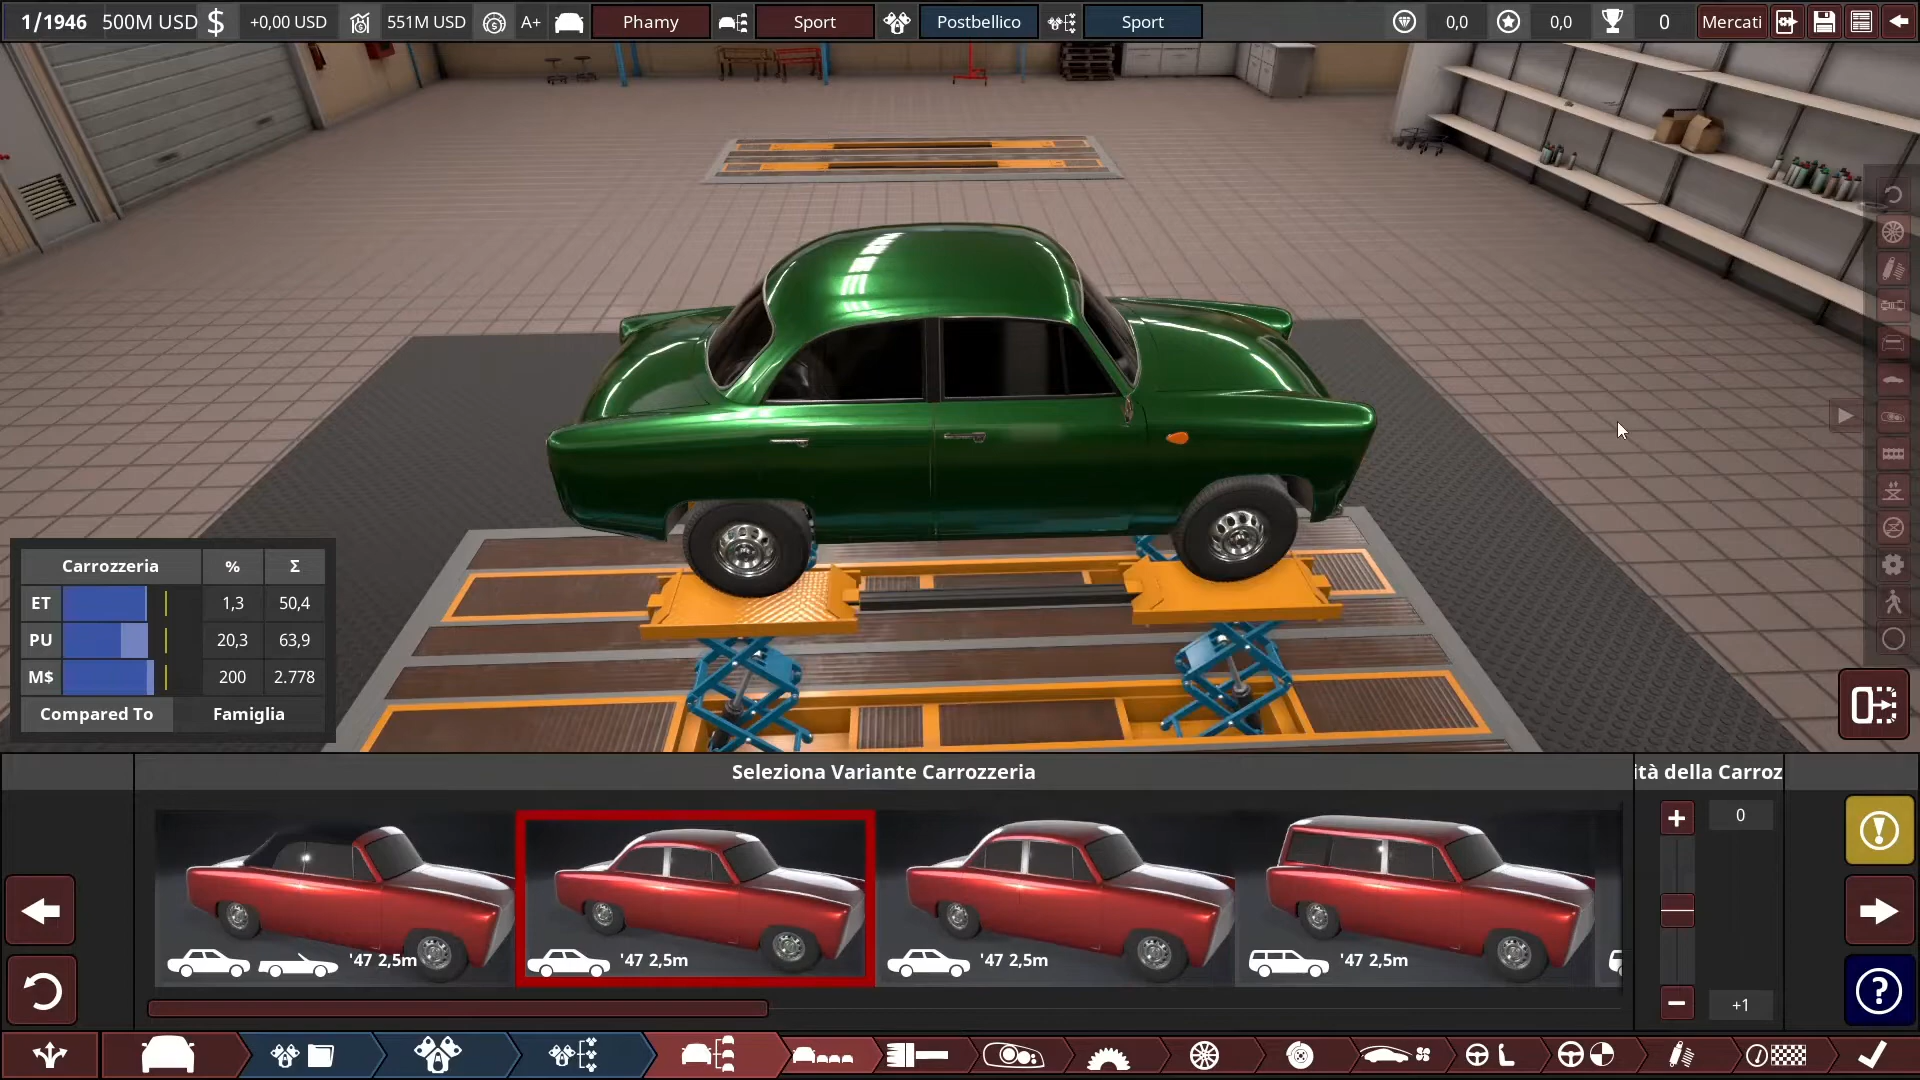 1/1946 500M USD $ +0,00 USD 551M USD A+ Phamy Sport Postbellico Sport 0,0 0,0 0 Mercati
Carrozzeria % Σ
ET 1,3 50,4
PU 20,3 63,9
M$ 200 2.778
Compared To Famiglia
Seleziona Variante Carrozzeria
ità della Carroz
+ 0
'47 2,5m
'47 2,5m
'47 2,5m
'47 2,5m
− +1
?